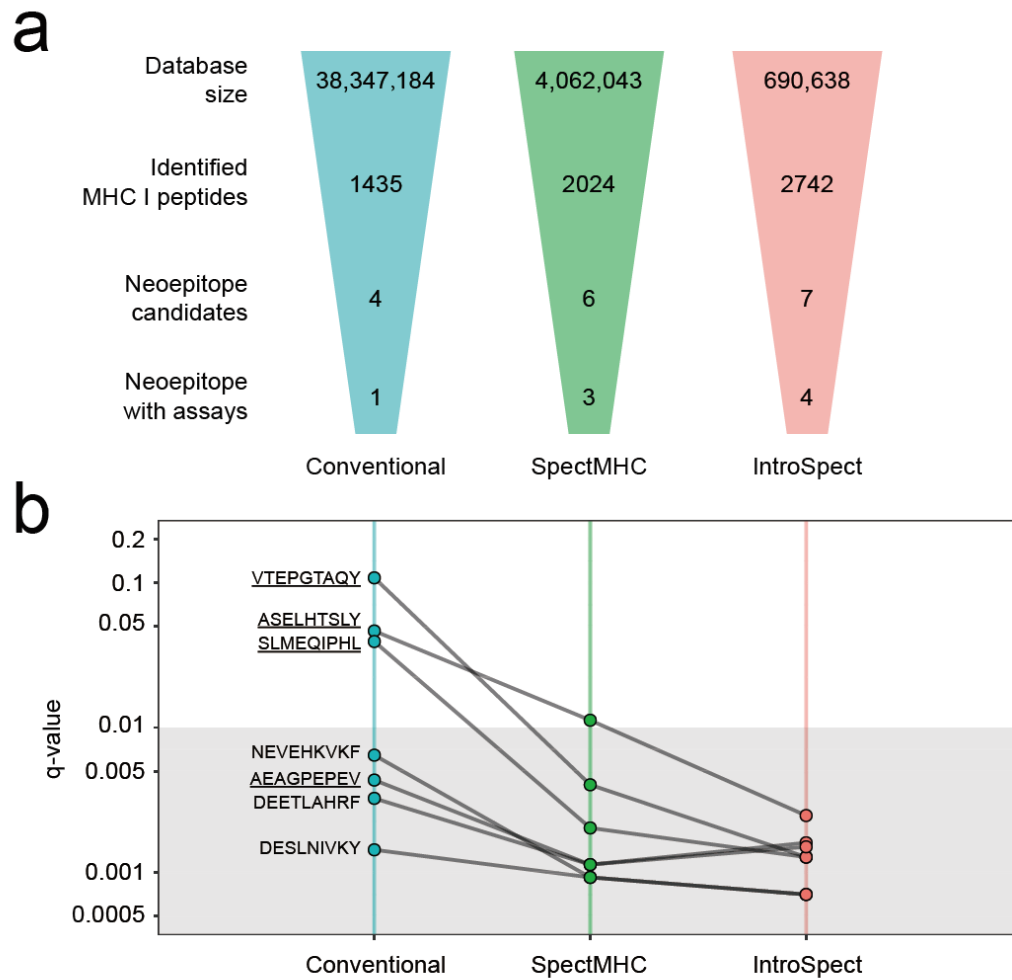 a
Database
size
38,347,184
4,062,043
690,638
Identified
MHC I peptides
1435
2024
2742
Neoepitope
candidates
4
6
7
Neoepitope
with assays
1
3
4
Conventional
SpectMHC
IntroSpect
b
q-value
0.2
0.1
0.05
0.01
0.005
0.001
0.0005
VTEPGTAQY
ASELHTSLY
SLMEQIPHL
NEVEHKVKF
AEAGPEPEV
DEETLAHRF
DESLNIVKY
Conventional
SpectMHC
IntroSpect